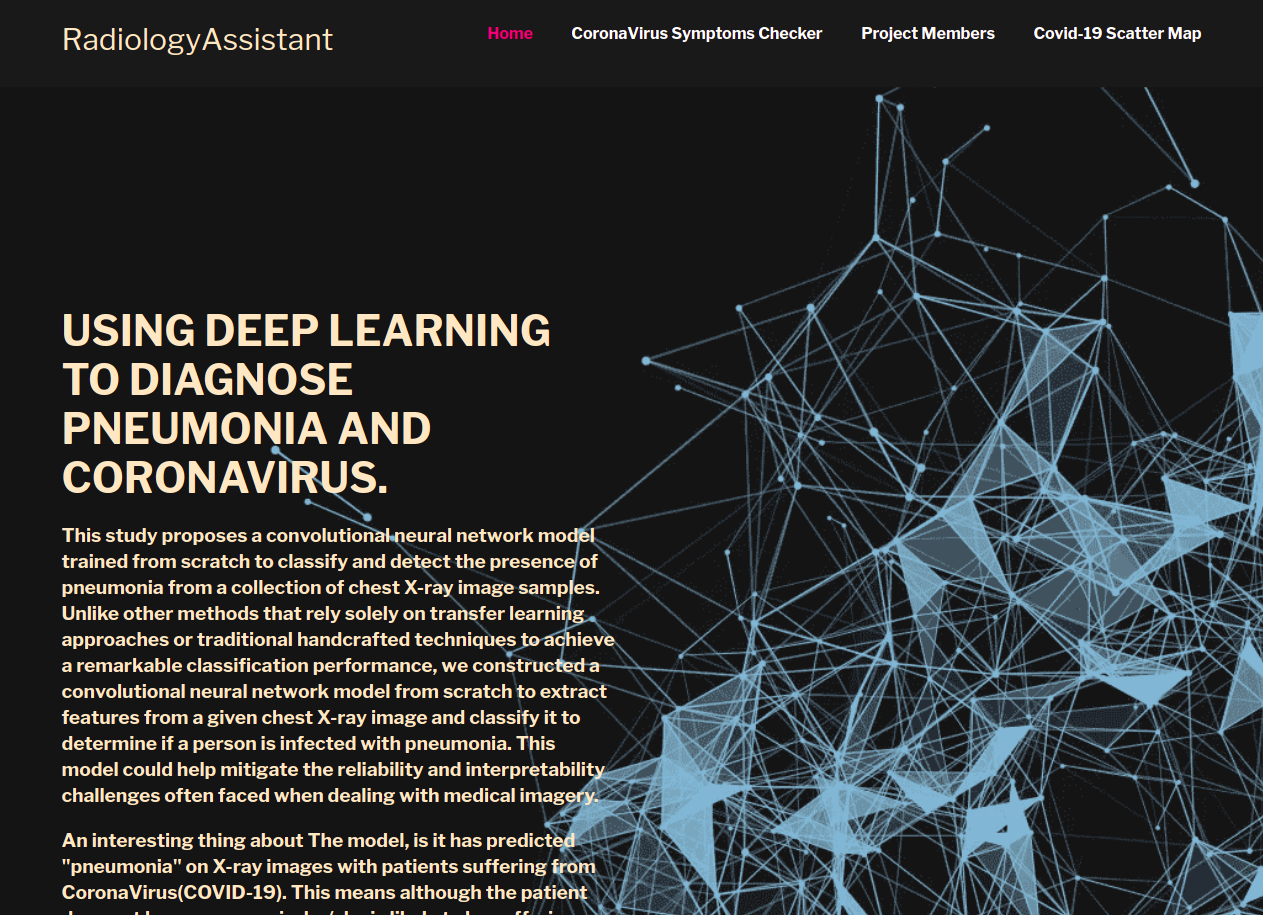 RadiologyAssistant
Home
CoronaVirus Symptoms Checker
Project Members
Covid-19 Scatter Map
USING DEEP LEARNING
TO DIAGNOSE
PNEUMONIA AND
CORONAVIRUS.
This study proposes a convolutional neural network model
trained from scratch to classify and detect the presence of
pneumonia from a collection of chest X-ray image samples.
Unlike other methods that rely solely on transfer learning
approaches or traditional handcrafted techniques to achieve
a remarkable classification performance, we constructed a
convolutional neural network model from scratch to extract
features from a given chest X-ray image and classify it to
determine if a person is infected with pneumonia. This
model could help mitigate the reliability and interpretability
challenges often faced when dealing with medical imagery.
An interesting thing about The model, is it has predicted
"pneumonia" on X-ray images with patients suffering from
CoronaVirus(COVID-19). This means although the patient